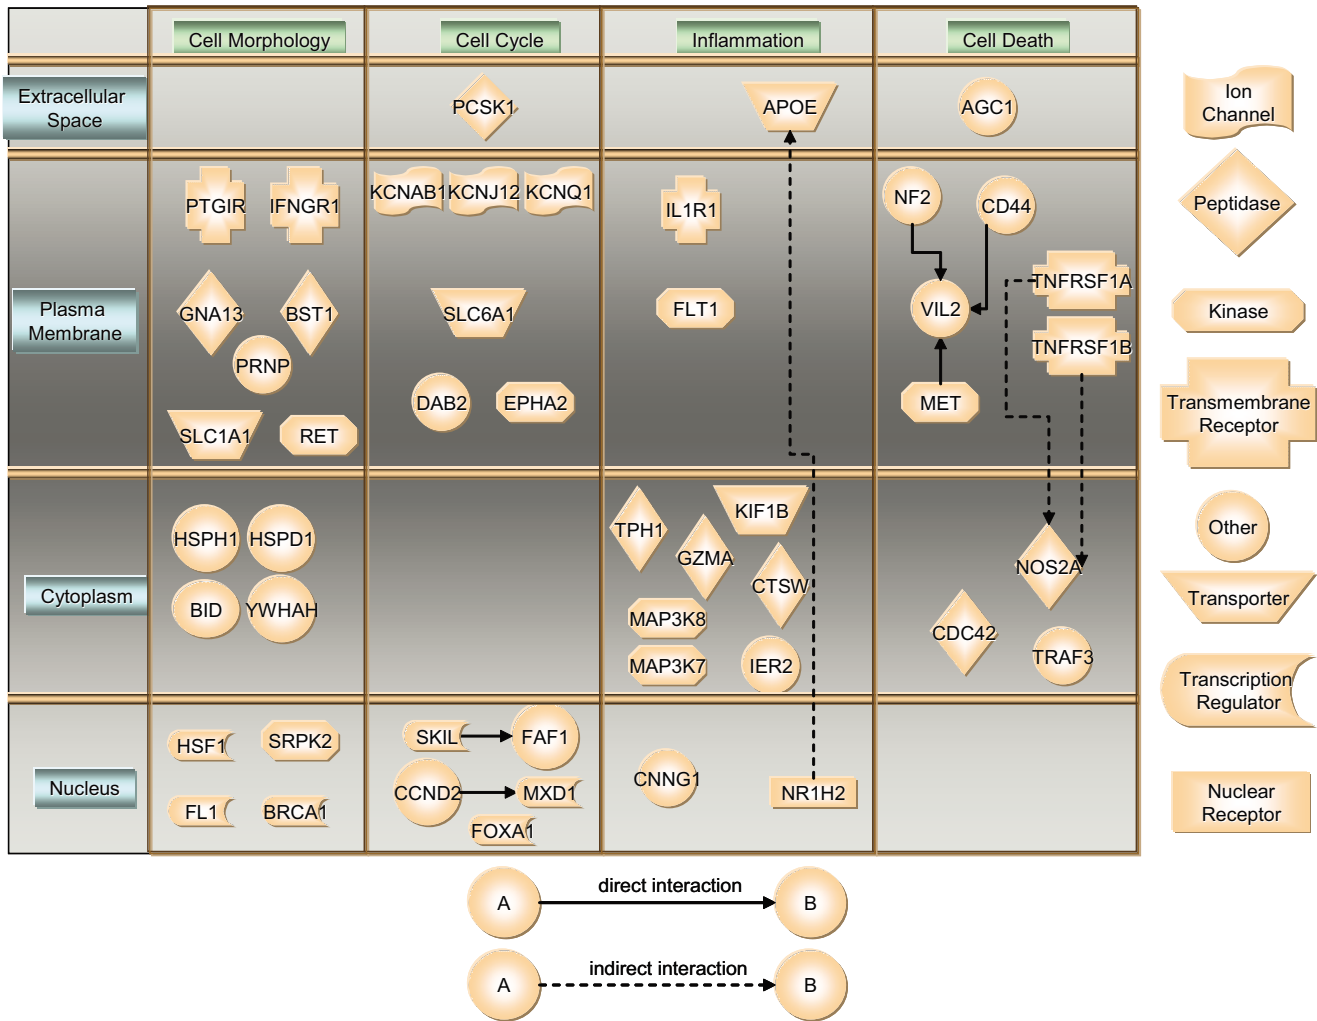 Cell Morphology
Cell Cycle
Inflammation
Cell Death
Extracellular
Space
PCSK1
APOE
AGC1
Ion
Channel
Plasma
Membrane
PTGIR
IFNGR1
KCNAB1
KCNJ12
KCNQ1
IL1R1
NF2
CD44
Peptidase
GNA13
BST1
PRNP
SLC6A1
FLT1
VIL2
TNFRSF1A
TNFRSF1B
Kinase
SLC1A1
RET
DAB2
EPHA2
MET
Transmembrane
Receptor
Cytoplasm
HSPH1
HSPD1
BID
YWHAH
TPH1
KIF1B
GZMA
CTSW
MAP3K8
MAP3K7
IER2
NOS2A
CDC42
TRAF3
Other
Transporter
Transcription
Regulator
Nucleus
HSF1
SRPK2
FL1
BRCA1
SKIL
FAF1
CCND2
MXD1
FOXA1
CNNG1
NR1H2
Nuclear
Receptor
A
direct interaction
B
A
indirect interaction
B